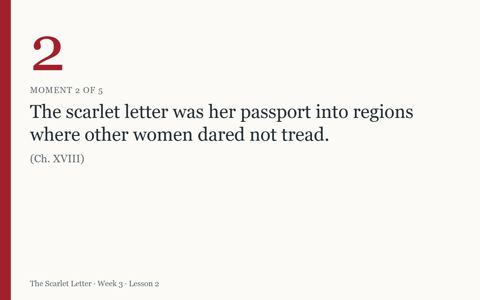 2
MOMENT 2 OF 5
The scarlet letter was her passport into regions
where other women dared not tread.
(Ch. XVIII)
The Scarlet Letter · Week 3 · Lesson 2